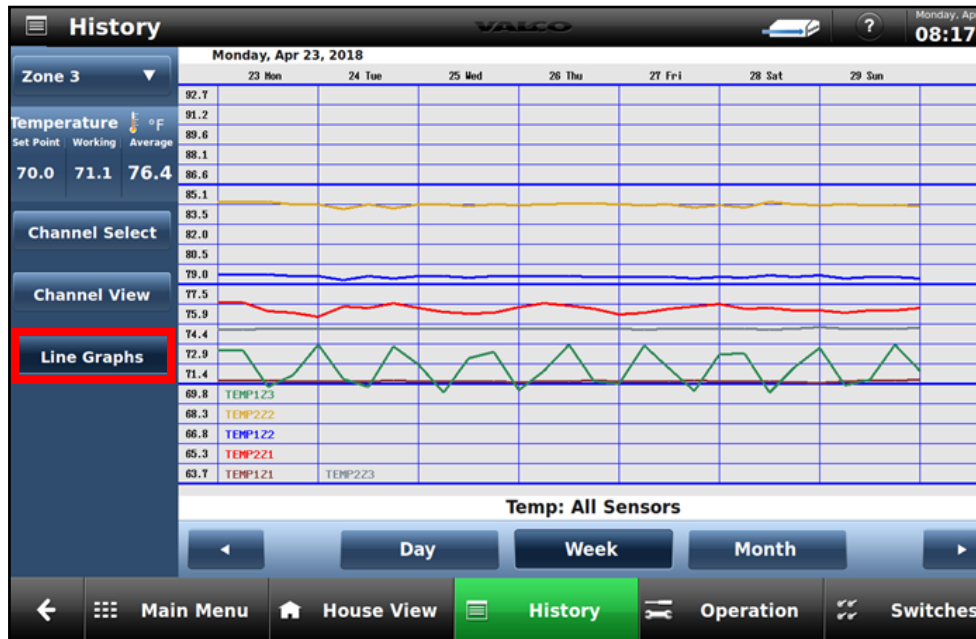 History
VALCO
?
Monday, Ap
08:17
Zone 3
Temperature °F
Set Point Working Average
70.0 71.1 76.4
Channel Select
Channel View
Line Graphs
Monday, Apr 23, 2018
23 Mon 24 Tue 25 Wed 26 Thu 27 Fri 28 Sat 29 Sun
92.7
91.2
89.6
88.1
86.6
85.1
83.5
82.0
80.5
79.0
77.5
75.9
74.4
72.9
71.4
69.8 TEMP1Z3
68.3 TEMP2Z2
66.8 TEMP1Z2
65.3 TEMP2Z1
63.7 TEMP1Z1 TEMP2Z3
Temp: All Sensors
Day Week Month
Main Menu House View History Operation Switches